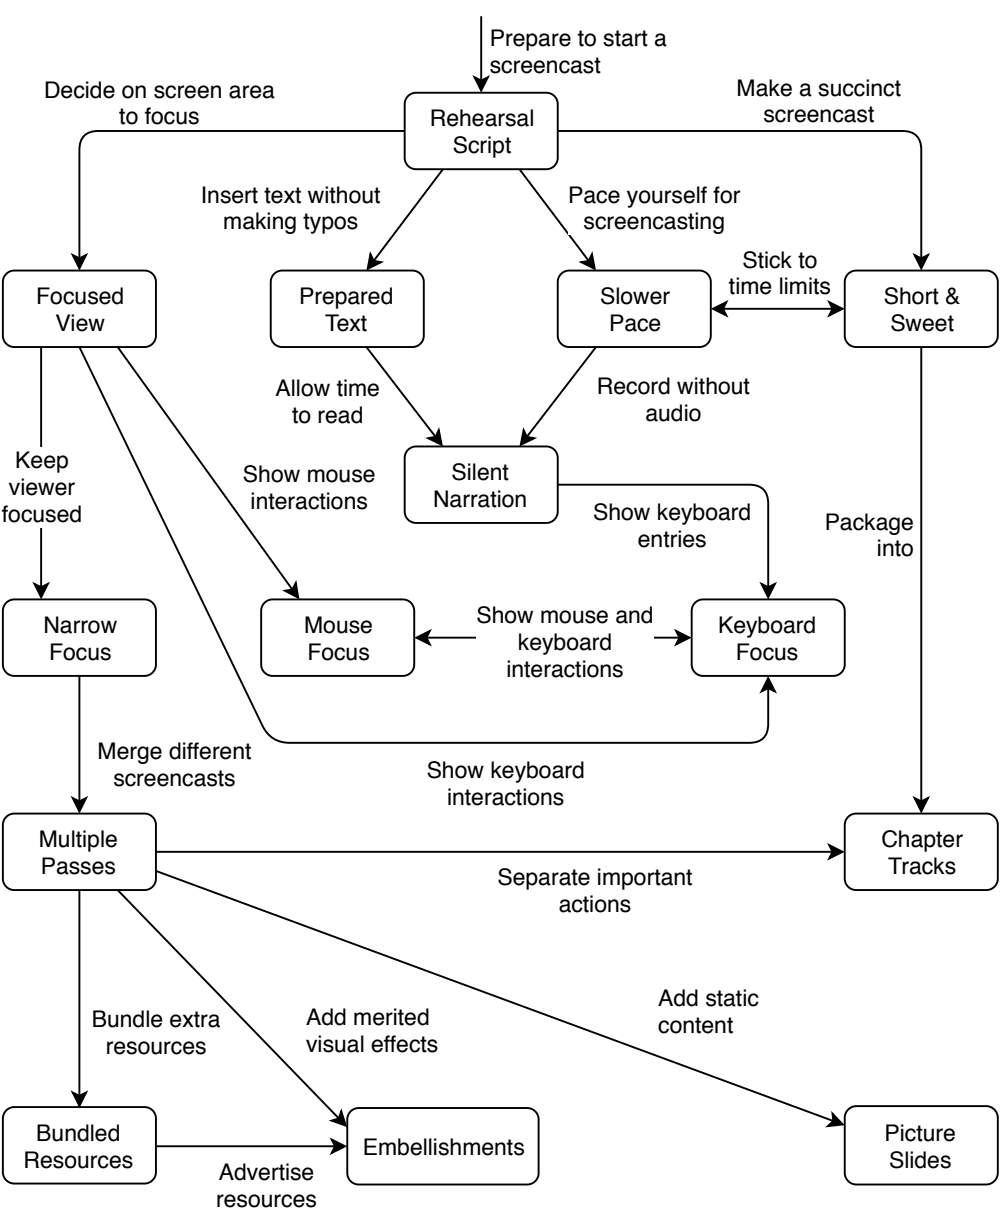 Prepare to start a
screencast
Decide on screen area
to focus
Make a succinct
screencast
Rehearsal
Script
Insert text without
making typos
Pace yourself for
screencasting
Stick to
time limits
Focused
View
Prepared
Text
Slower
Pace
Short &
Sweet
Allow time
to read
Record without
audio
Keep
viewer
focused
Show mouse
interactions
Silent
Narration
Show keyboard
entries
Package
into
Narrow
Focus
Mouse
Focus
Show mouse and
keyboard
interactions
Keyboard
Focus
Merge different
screencasts
Show keyboard
interactions
Multiple
Passes
Separate important
actions
Chapter
Tracks
Bundle extra
resources
Add merited
visual effects
Add static
content
Bundled
Resources
Advertise
resources
Embellishments
Picture
Slides